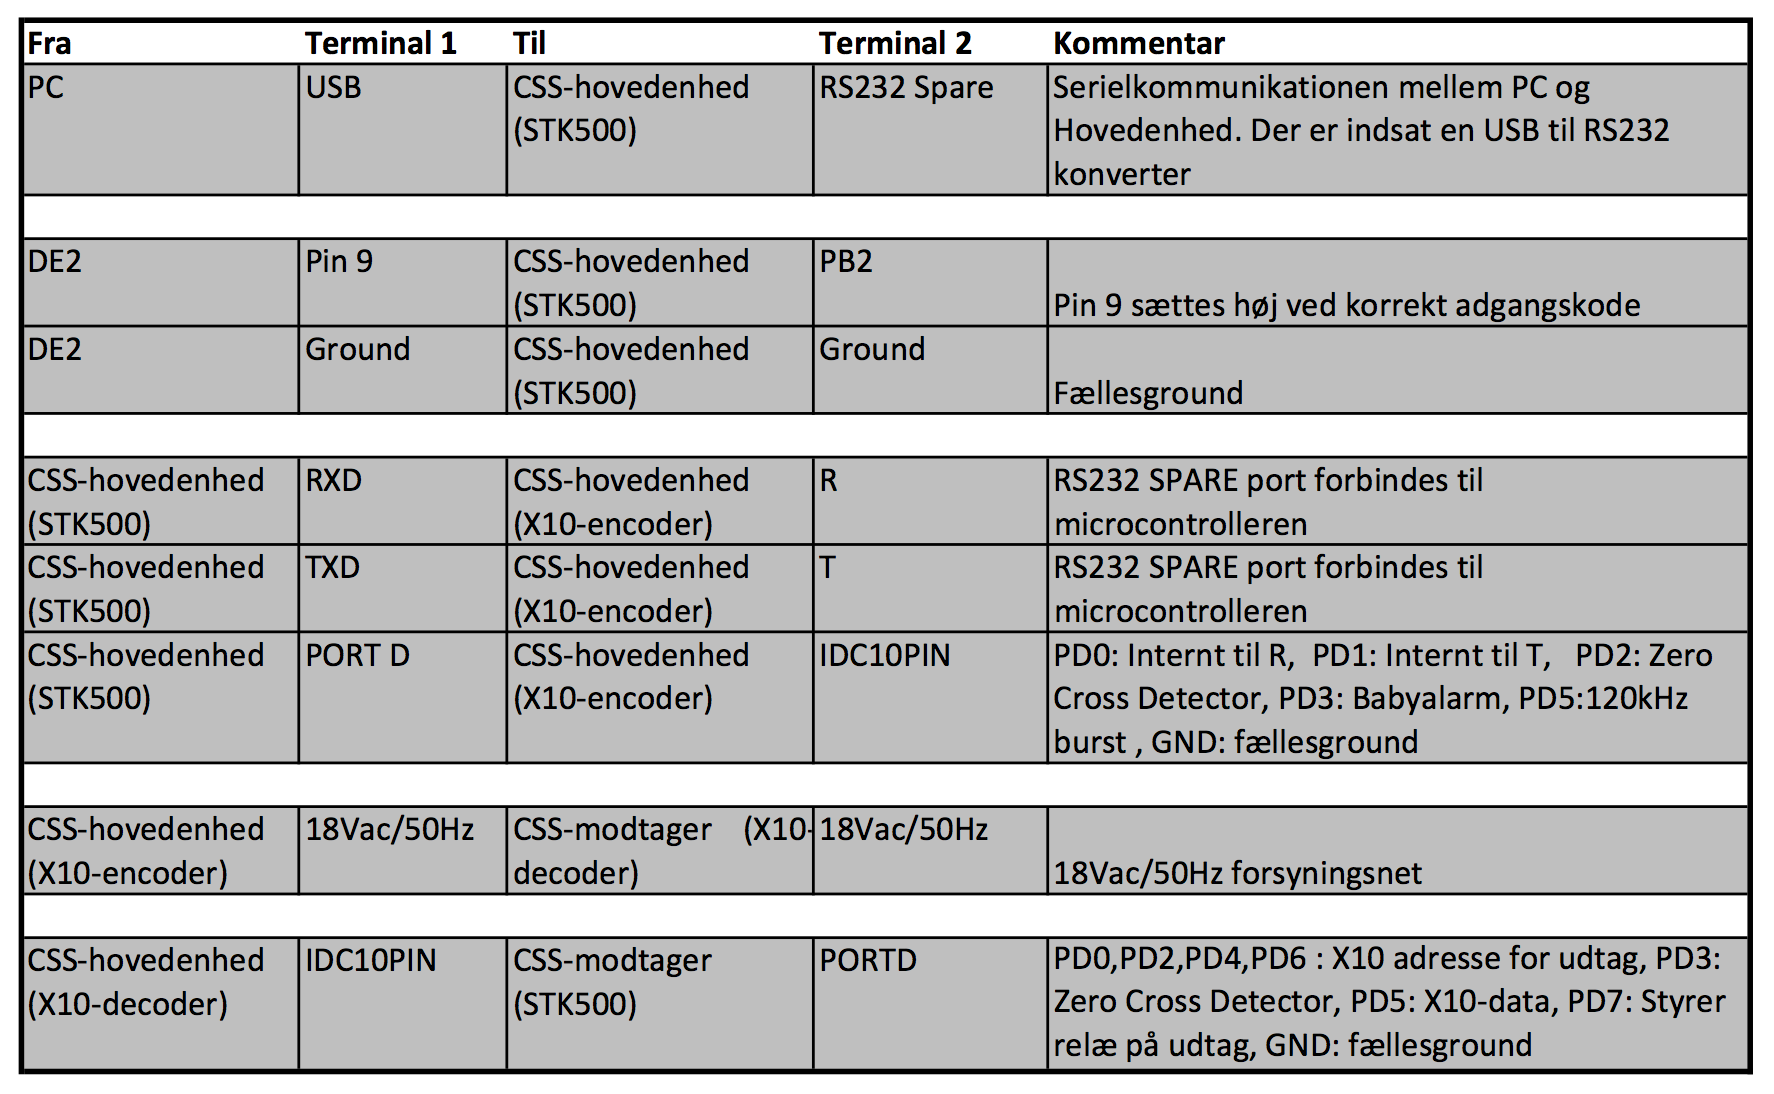 Fra Terminal 1 Til Terminal 2 Kommentar
PC USB CSS-hovedenhed RS232 Spare Serielkommunikationen mellem PC og
(STK500) Hovedenhed. Der er indsat en USB til RS232
konverter
DE2 Pin 9 CSS-hovedenhed PB2
(STK500) Pin 9 sættes høj ved korrekt adgangskode
DE2 Ground CSS-hovedenhed Ground
(STK500) Fællesground
CSS-hovedenhed RXD CSS-hovedenhed R RS232 SPARE port forbindes til
(STK500) (X10-encoder) microcontrolleren
CSS-hovedenhed TXD CSS-hovedenhed T RS232 SPARE port forbindes til
(STK500) (X10-encoder) microcontrolleren
CSS-hovedenhed PORT D CSS-hovedenhed IDC10PIN PD0: Internt til R, PD1: Internt til T, PD2: Zero
(STK500) (X10-encoder) Cross Detector, PD3: Babyalarm, PD5:120kHz
burst , GND: fællesground
CSS-hovedenhed 18Vac/50Hz CSS-modtager (X10- 18Vac/50Hz
(X10-encoder) decoder) 18Vac/50Hz forsyningsnet
CSS-hovedenhed IDC10PIN CSS-modtager PORTD PD0,PD2,PD4,PD6 : X10 adresse for udtag, PD3:
(X10-decoder) (STK500) Zero Cross Detector, PD5: X10-data, PD7: Styrer
relæ på udtag, GND: fællesground